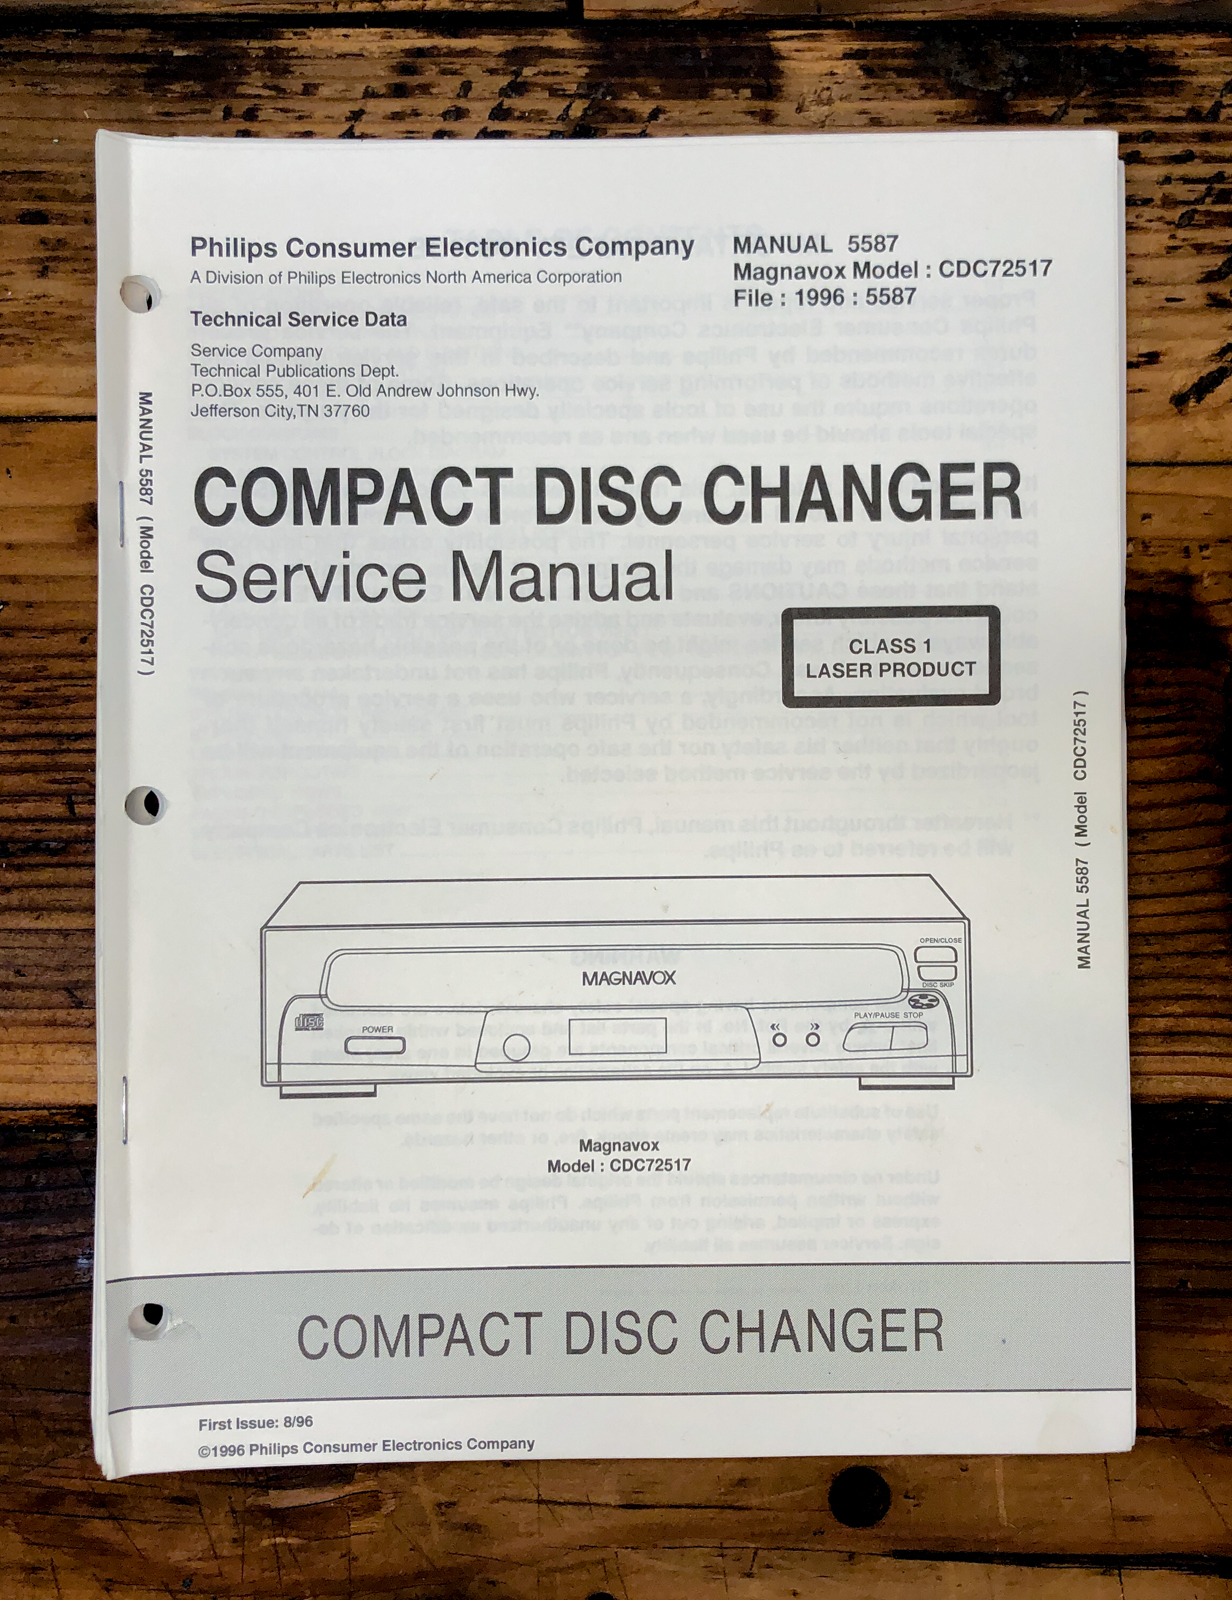 Philips Consumer Electronics Company
A Division of Philips Electronics North America Corporation
MANUAL 5587
Magnavox Model : CDC72517
File : 1996 : 5587
Technical Service Data
Service Company
Technical Publications Dept.
P.O.Box 555, 401 E. Old Andrew Johnson Hwy.
Jefferson City,TN 37760
MANUAL 5587 ( Model CDC72517 )
COMPACT DISC CHANGER
Service Manual
CLASS 1
LASER PRODUCT
MANUAL 5587 ( Model CDC72517 )
OPEN/CLOSE
MAGNAVOX
DISC SKIP
disc
POWER
PLAY/PAUSE STOP
Magnavox
Model : CDC72517
COMPACT DISC CHANGER
First Issue: 8/96
©1996 Philips Consumer Electronics Company